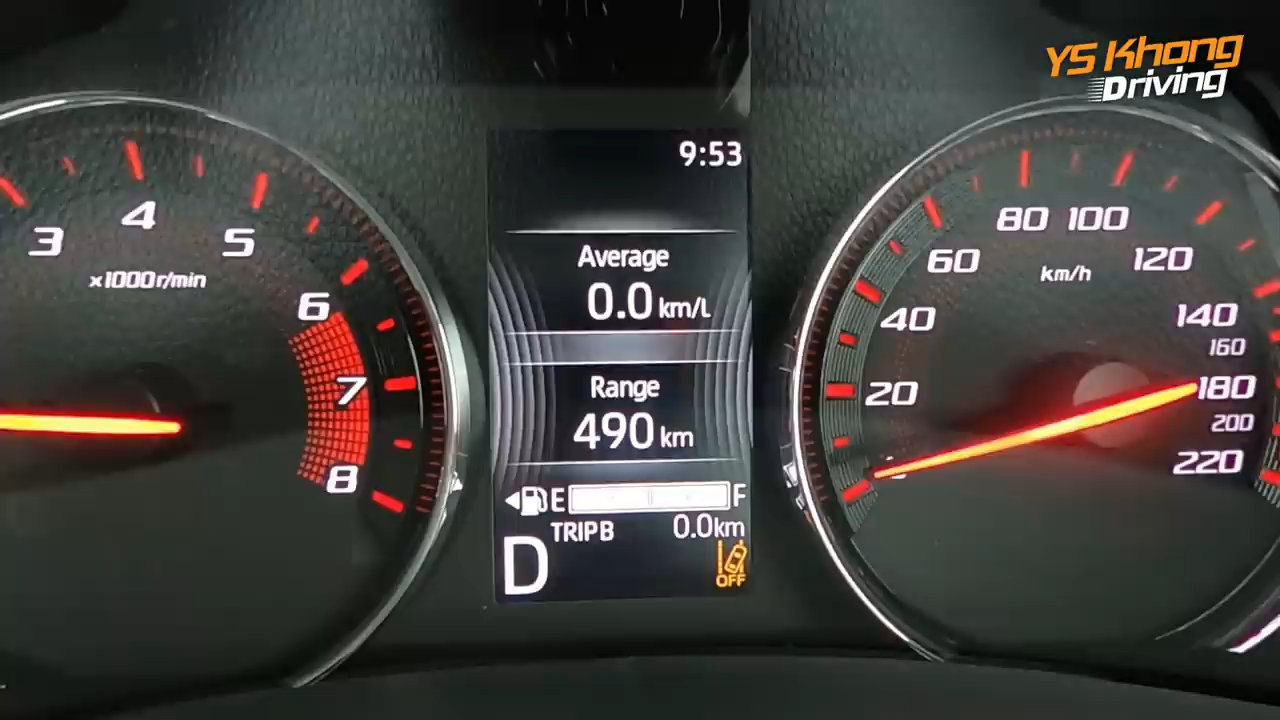 YS Khong
Driving
9:53
Average
0.0 km/L
Range
490 km
E F
TRIP B 0.0km
D
OFF
3 4 5 6 7 8
x1000r/min
20 40 60 80 100 120 140 160 180 200 220
km/h